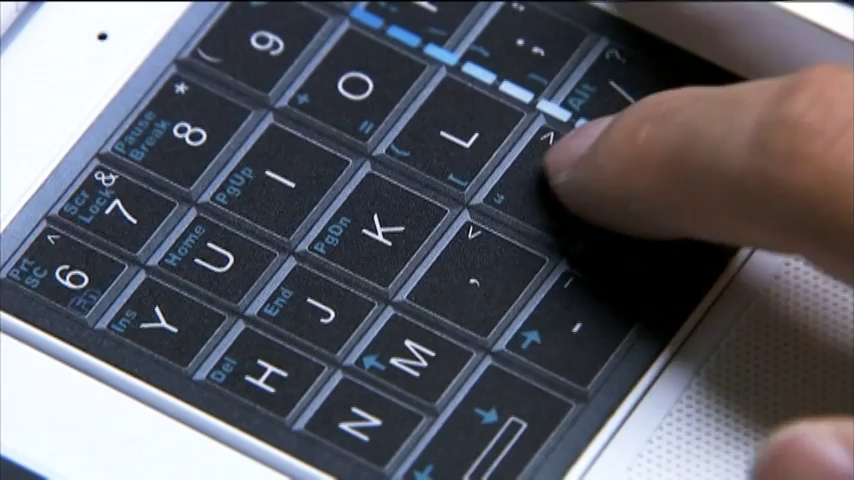 ( 9
+ O =
" ; ]
Alt ? /
Pause Break * 8
PgUp I
{ L [
Scr Lock & 7
Home U
PgDn K
" >
Prt SC ^ 6
Ins Y
End J
< ,
Del H
↑ M
↑ _ -
N
→
←